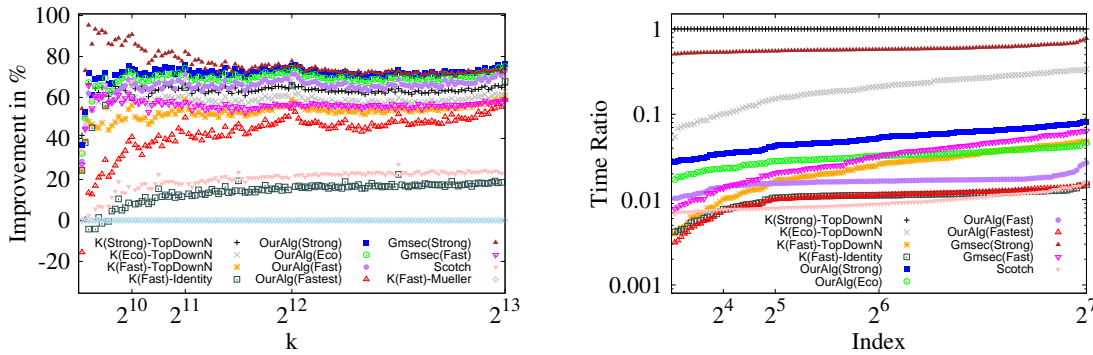 Improvement in %
100
80
60
40
20
0
-20
K(Strong)-TopDownN OurAlg(Strong) Gmsec(Strong)
K(Eco)-TopDownN OurAlg(Eco) Gmsec(Fast)
K(Fast)-TopDownN OurAlg(Fast) Scotch
K(Fast)-Identity OurAlg(Fastest) K(Fast)-Mueller
2^10 2^11 2^12 2^13
k
Time Ratio
1
0.1
0.01
0.001
K(Strong)-TopDownN OurAlg(Fast)
K(Eco)-TopDownN OurAlg(Fastest)
K(Fast)-TopDownN Gmsec(Strong)
K(Fast)-Identity Gmsec(Fast)
OurAlg(Strong) Scotch
OurAlg(Eco)
2^4 2^5 2^6 2^7
Index